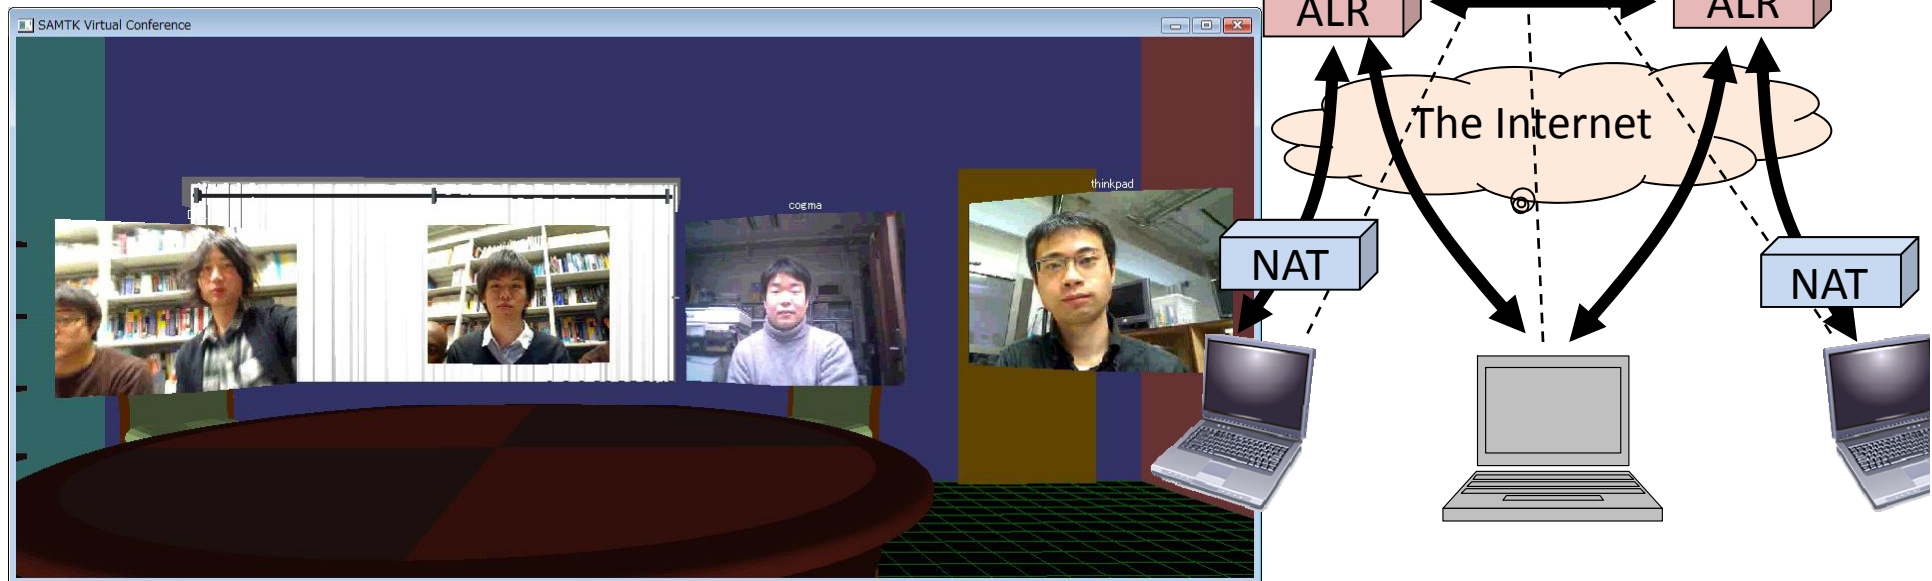 SAMTK Virtual Conference
ALR
ALR
The Internet
thinkpad
cogma
NAT
NAT